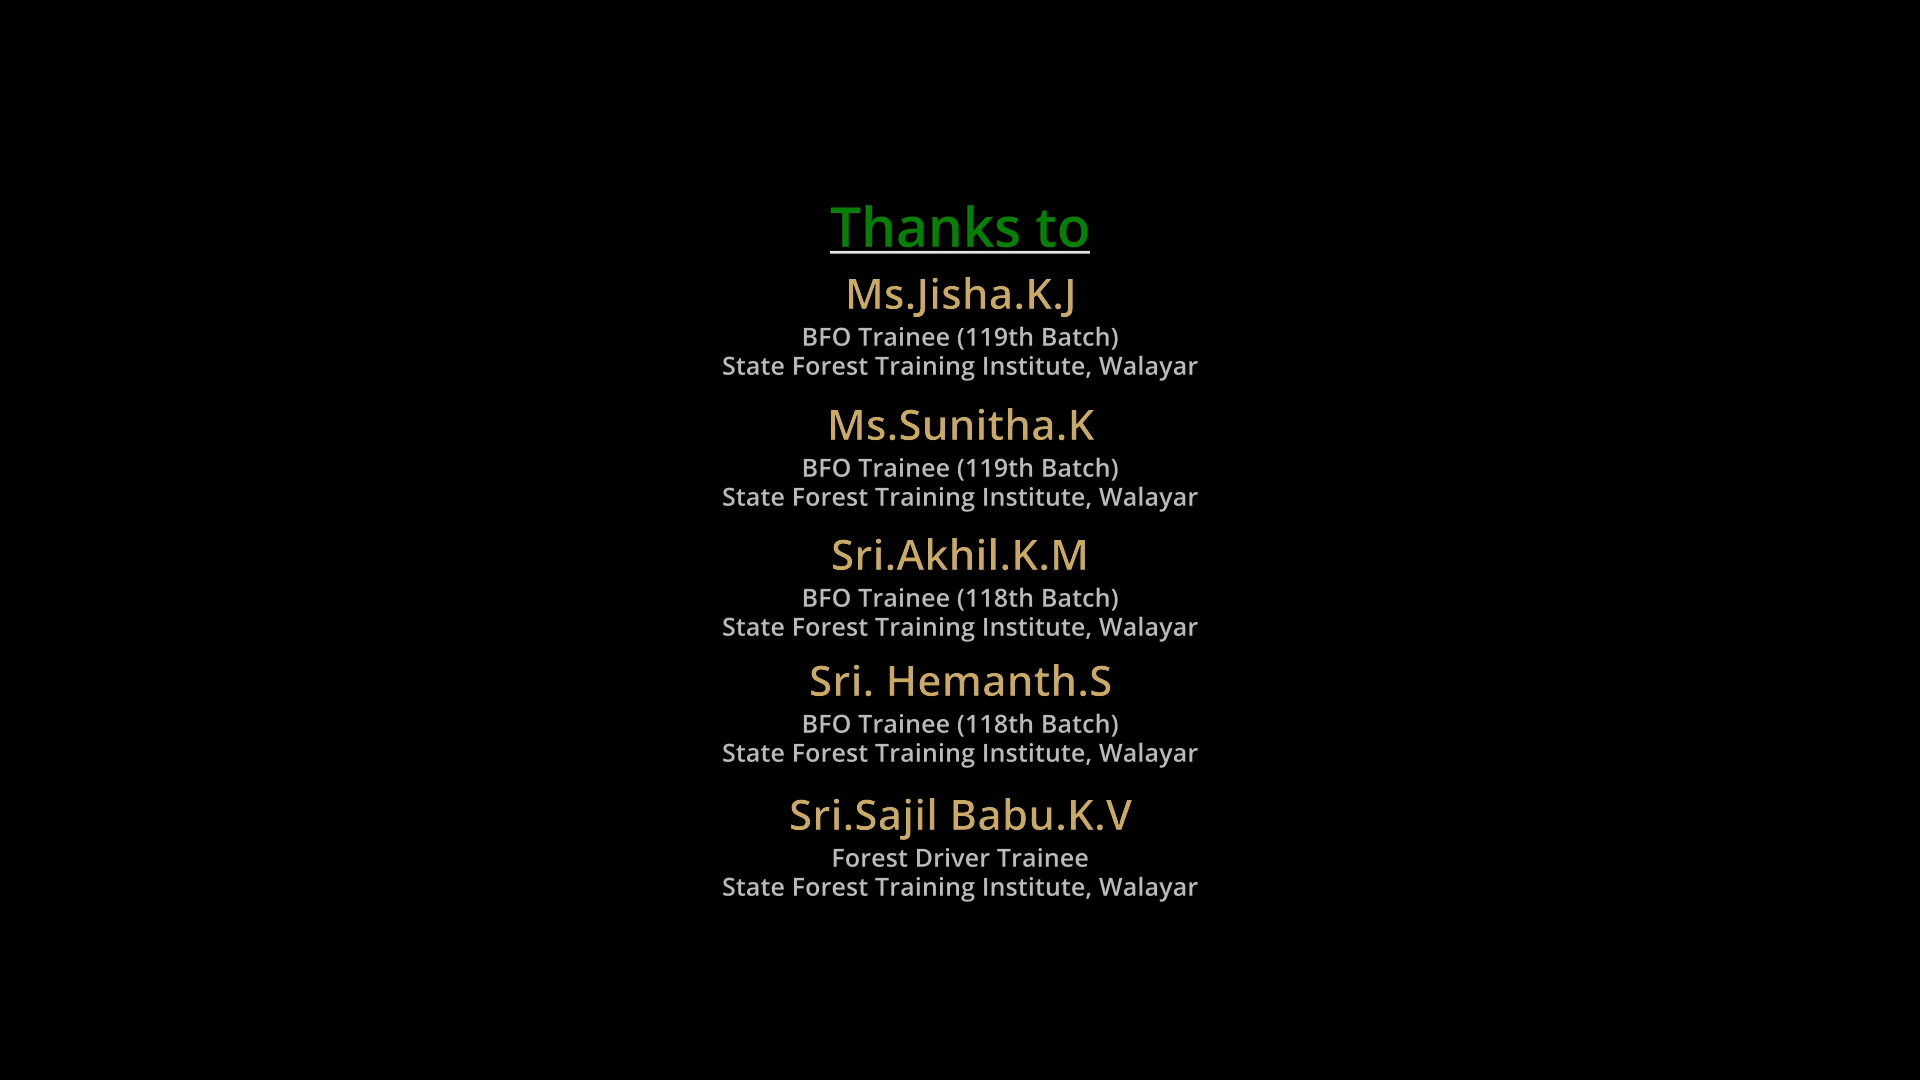 Thanks to
Ms.Jisha.K.J
BFO Trainee (119th Batch)
State Forest Training Institute, Walayar
Ms.Sunitha.K
BFO Trainee (119th Batch)
State Forest Training Institute, Walayar
Sri.Akhil.K.M
BFO Trainee (118th Batch)
State Forest Training Institute, Walayar
Sri. Hemanth.S
BFO Trainee (118th Batch)
State Forest Training Institute, Walayar
Sri.Sajil Babu.K.V
Forest Driver Trainee
State Forest Training Institute, Walayar